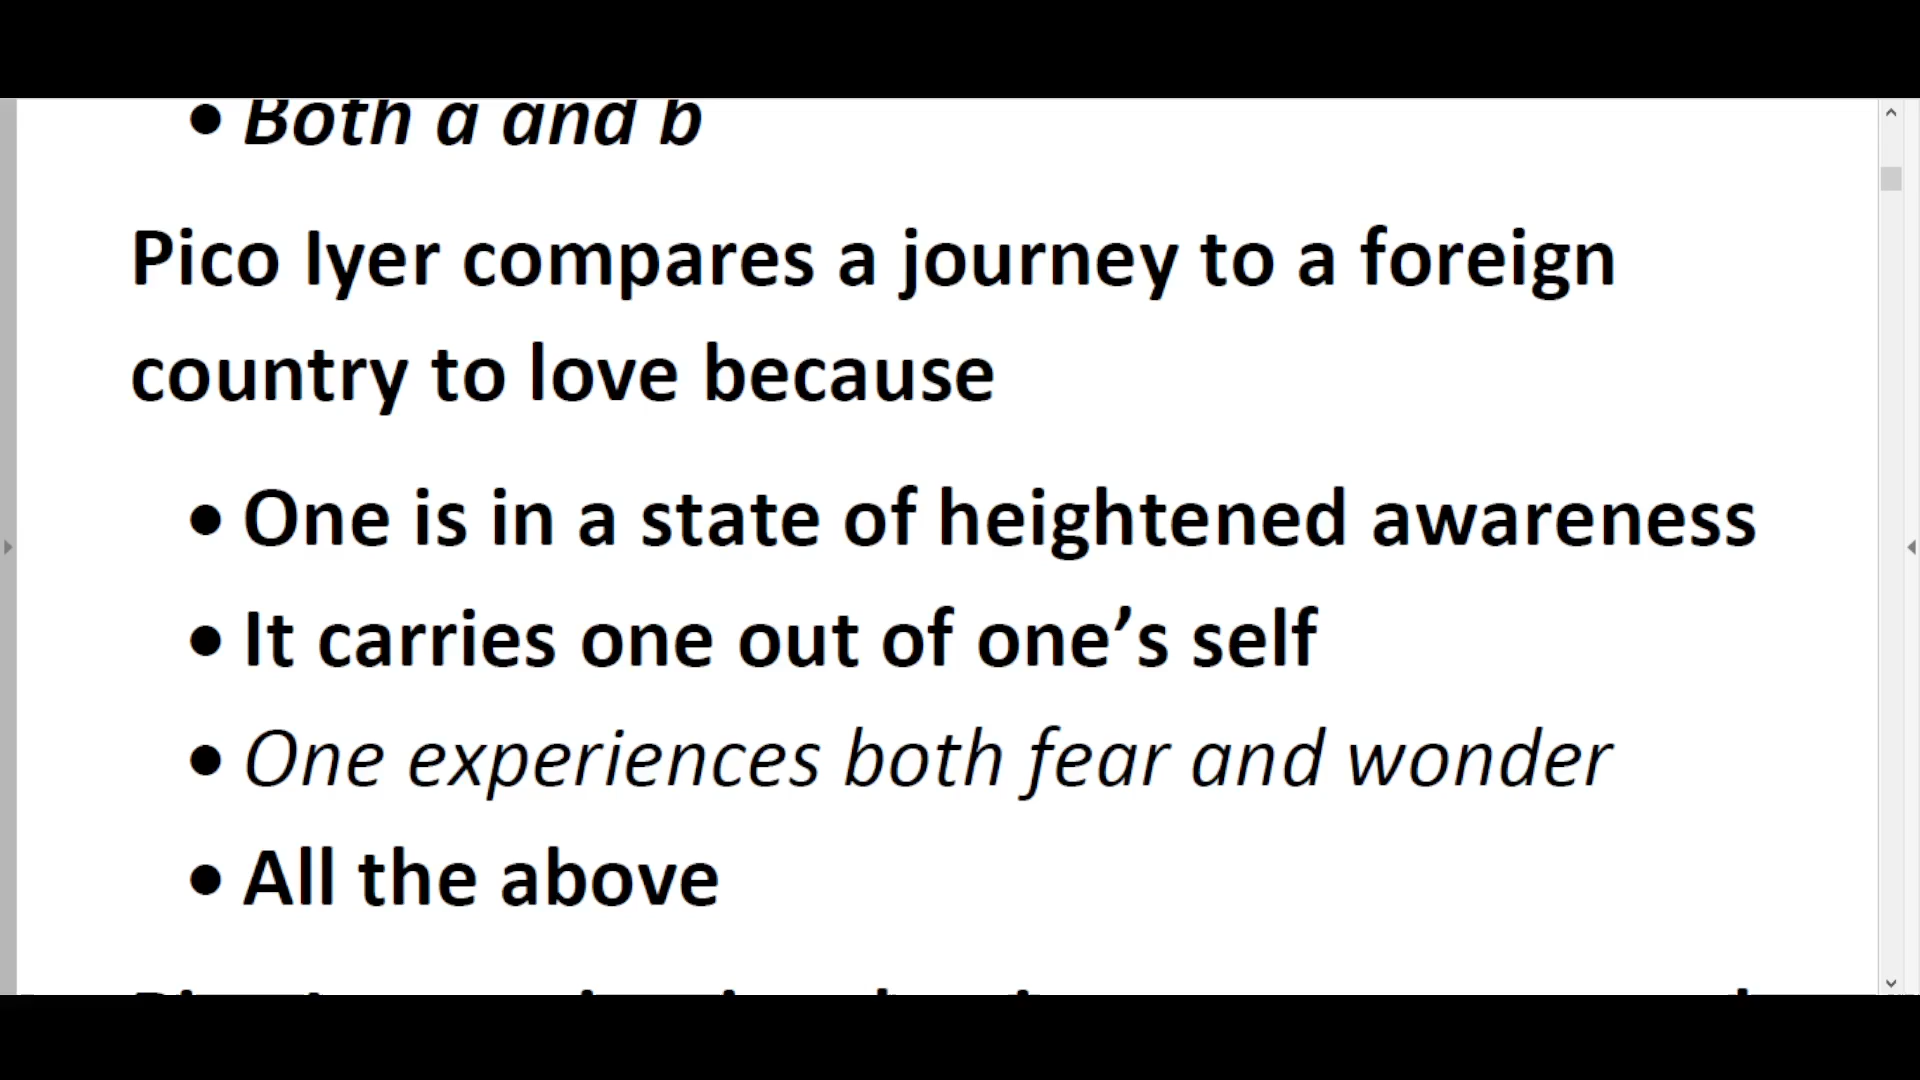 • Both a and b
Pico Iyer compares a journey to a foreign
country to love because
• One is in a state of heightened awareness
• It carries one out of one’s self
• One experiences both fear and wonder
• All the above